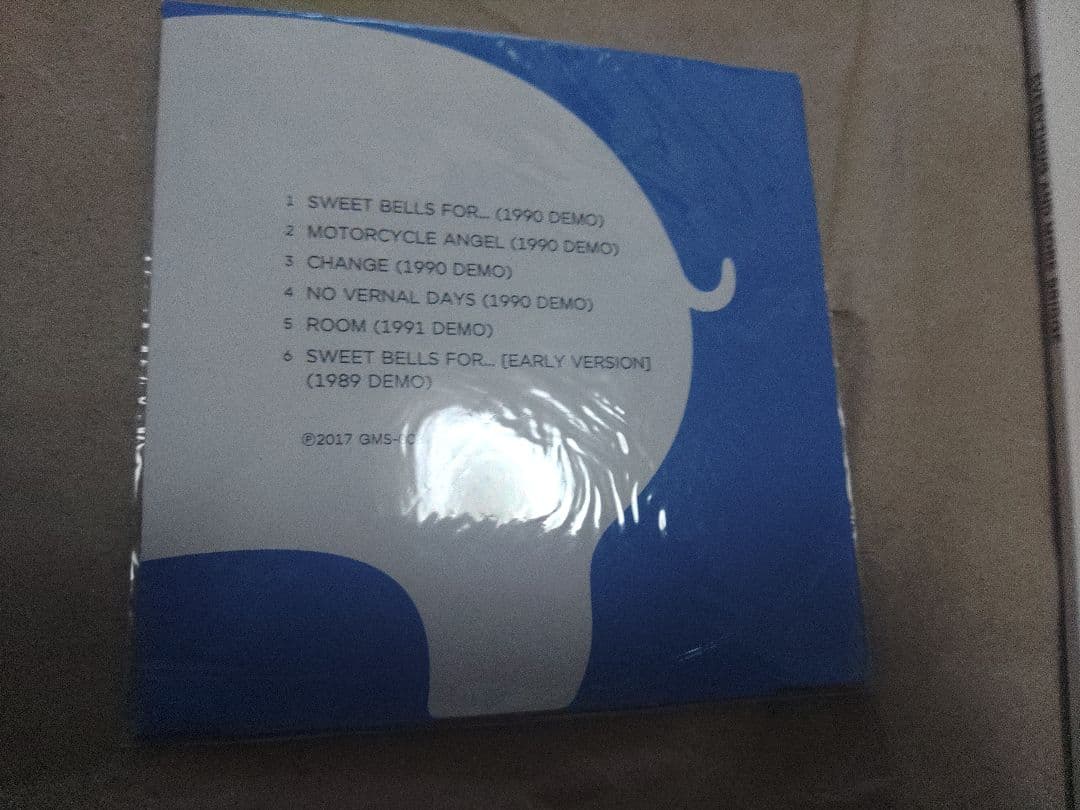 1 SWEET BELLS FOR... (1990 DEMO)
2 MOTORCYCLE ANGEL (1990 DEMO)
3 CHANGE (1990 DEMO)
4 NO VERNAL DAYS (1990 DEMO)
5 ROOM (1991 DEMO)
6 SWEET BELLS FOR... [EARLY VERSION]
(1989 DEMO)
℗2017 GMS-